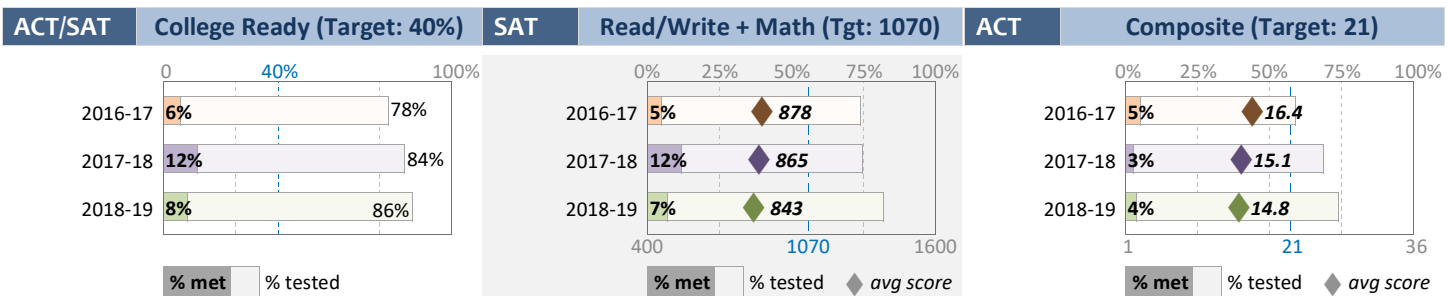 ACT/SAT College Ready (Target: 40%)
0 40% 100%
2016-17 6% 78%
2017-18 12% 84%
2018-19 8% 86%
% met % tested
SAT Read/Write + Math (Tgt: 1070)
0% 25% 50% 75% 100%
2016-17 5% 878
2017-18 12% 865
2018-19 7% 843
400 1070 1600
% met % tested avg score
ACT Composite (Target: 21)
0% 25% 50% 75% 100%
2016-17 5% 16.4
2017-18 3% 15.1
2018-19 4% 14.8
1 21 36
% met % tested avg score